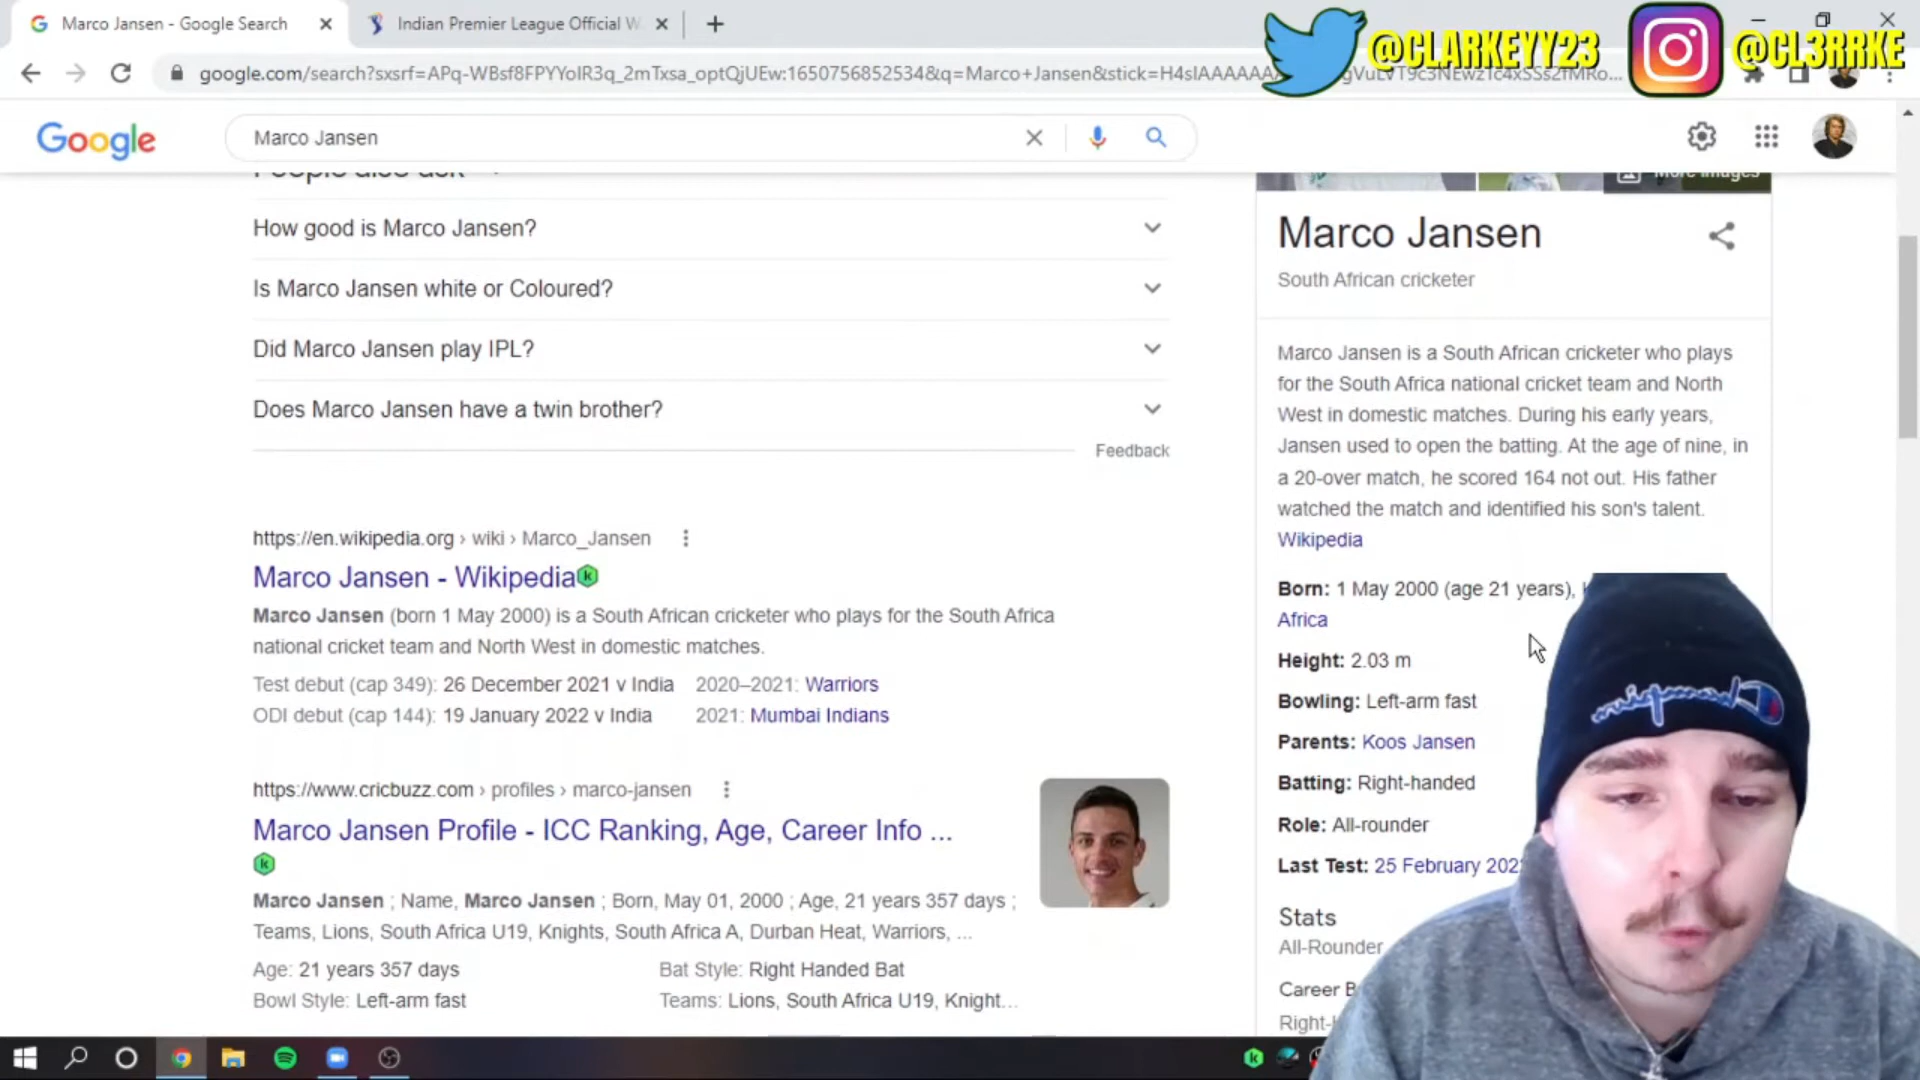 Marco Jansen - Google Search
Indian Premier League Official W
@CLARKEYY23
@CL3RRKE
Google
Marco Jansen
People also ask
More images
How good is Marco Jansen?
Is Marco Jansen white or Coloured?
Did Marco Jansen play IPL?
Does Marco Jansen have a twin brother?
Feedback
https://en.wikipedia.org › wiki › Marco_Jansen
Marco Jansen - Wikipedia
Marco Jansen (born 1 May 2000) is a South African cricketer who plays for the South Africa
national cricket team and North West in domestic matches.
Test debut (cap 349): 26 December 2021 v India 2020–2021: Warriors
ODI debut (cap 144): 19 January 2022 v India 2021: Mumbai Indians
https://www.cricbuzz.com › profiles › marco-jansen
Marco Jansen Profile - ICC Ranking, Age, Career Info ...
Marco Jansen ; Name, Marco Jansen ; Born, May 01, 2000 ; Age, 21 years 357 days ;
Teams, Lions, South Africa U19, Knights, South Africa A, Durban Heat, Warriors, ...
Age: 21 years 357 days Bat Style: Right Handed Bat
Bowl Style: Left-arm fast Teams: Lions, South Africa U19, Knight...
Marco Jansen
South African cricketer
Marco Jansen is a South African cricketer who plays
for the South Africa national cricket team and North
West in domestic matches. During his early years,
Jansen used to open the batting. At the age of nine, in
a 20-over match, he scored 164 not out. His father
watched the match and identified his son's talent.
Wikipedia
Born: 1 May 2000 (age 21 years),
Africa
Height: 2.03 m
Bowling: Left-arm fast
Parents: Koos Jansen
Batting: Right-handed
Role: All-rounder
Last Test: 25 February 202
Stats
All-Rounder
Career B
Right-
Champion